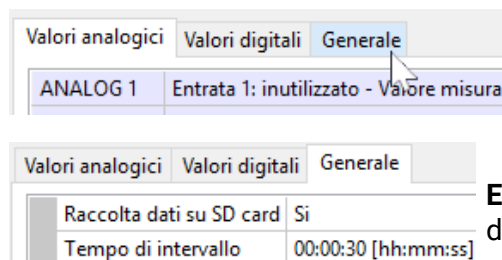 Valori analogici Valori digitali Generale
ANALOG 1 Entrata 1: inutilizzato - Valore misura
Valori analogici Valori digitali Generale
Raccolta dati su SD card Si
Tempo di intervallo 00:00:30 [hh:mm:ss]
E
d